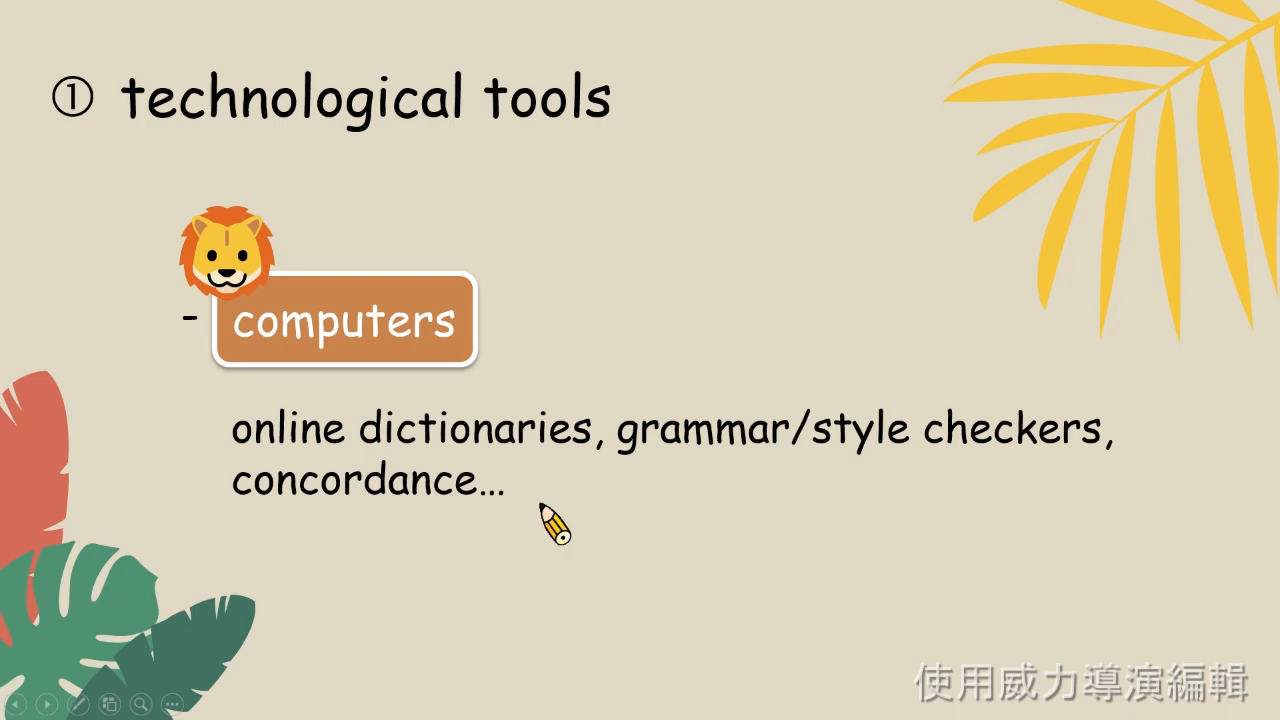 ① technological tools
- computers
online dictionaries, grammar/style checkers,
concordance...
使用威力導演編輯